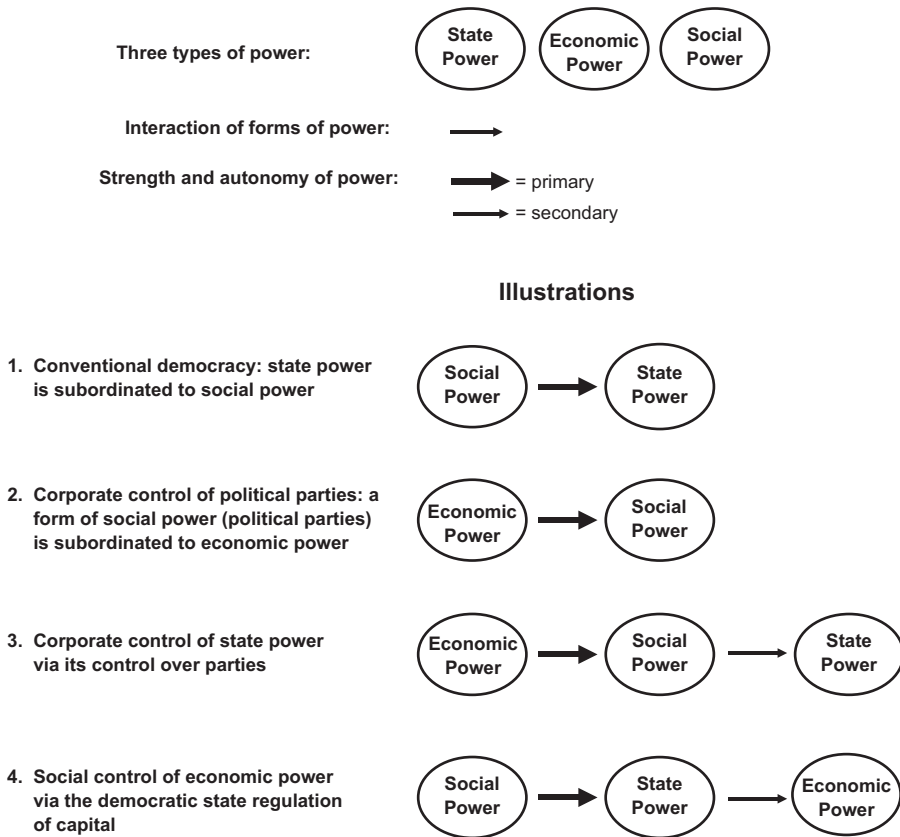 Three types of power:
State
Power
Economic
Power
Social
Power
Interaction of forms of power:
Strength and autonomy of power:
= primary
= secondary
Illustrations
1. Conventional democracy: state power
is subordinated to social power
Social
Power
State
Power
2. Corporate control of political parties: a
form of social power (political parties)
is subordinated to economic power
Economic
Power
Social
Power
3. Corporate control of state power
via its control over parties
Economic
Power
Social
Power
State
Power
4. Social control of economic power
via the democratic state regulation
of capital
Social
Power
State
Power
Economic
Power